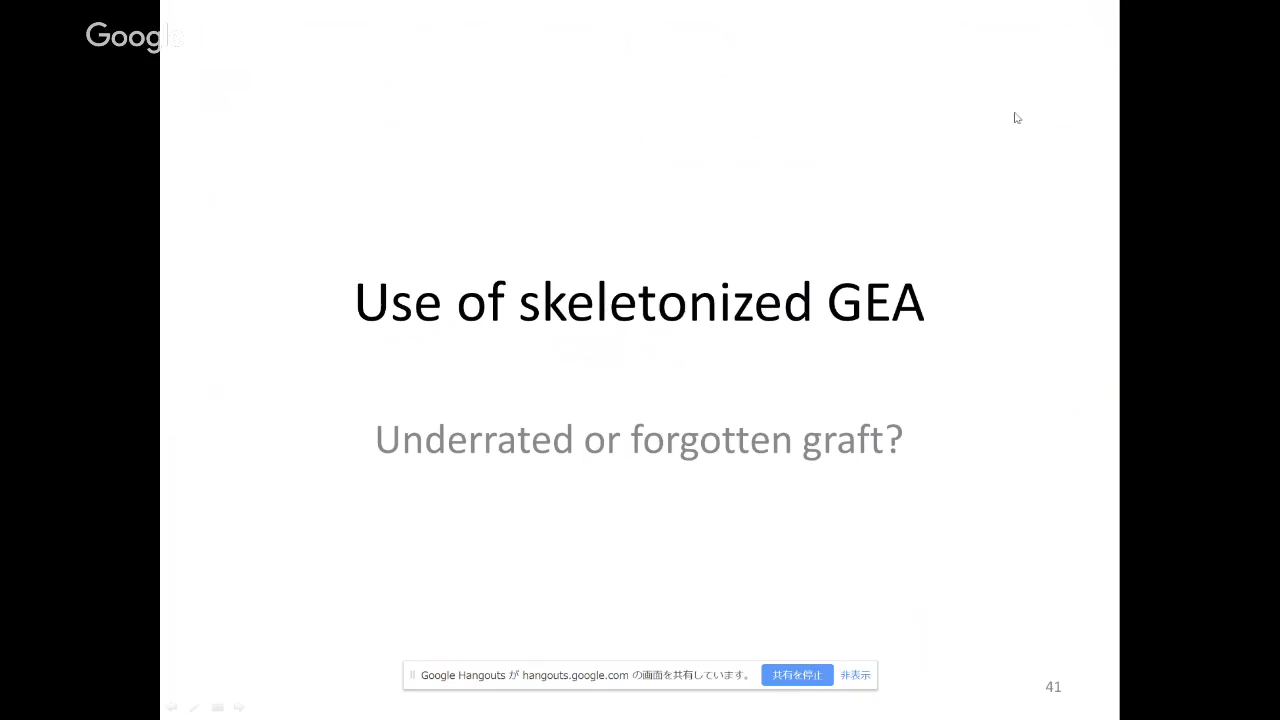 Google
Use of skeletonized GEA
Underrated or forgotten graft?
Google Hangouts が hangouts.google.com の画面を共有しています。 共有を停止 非表示
41